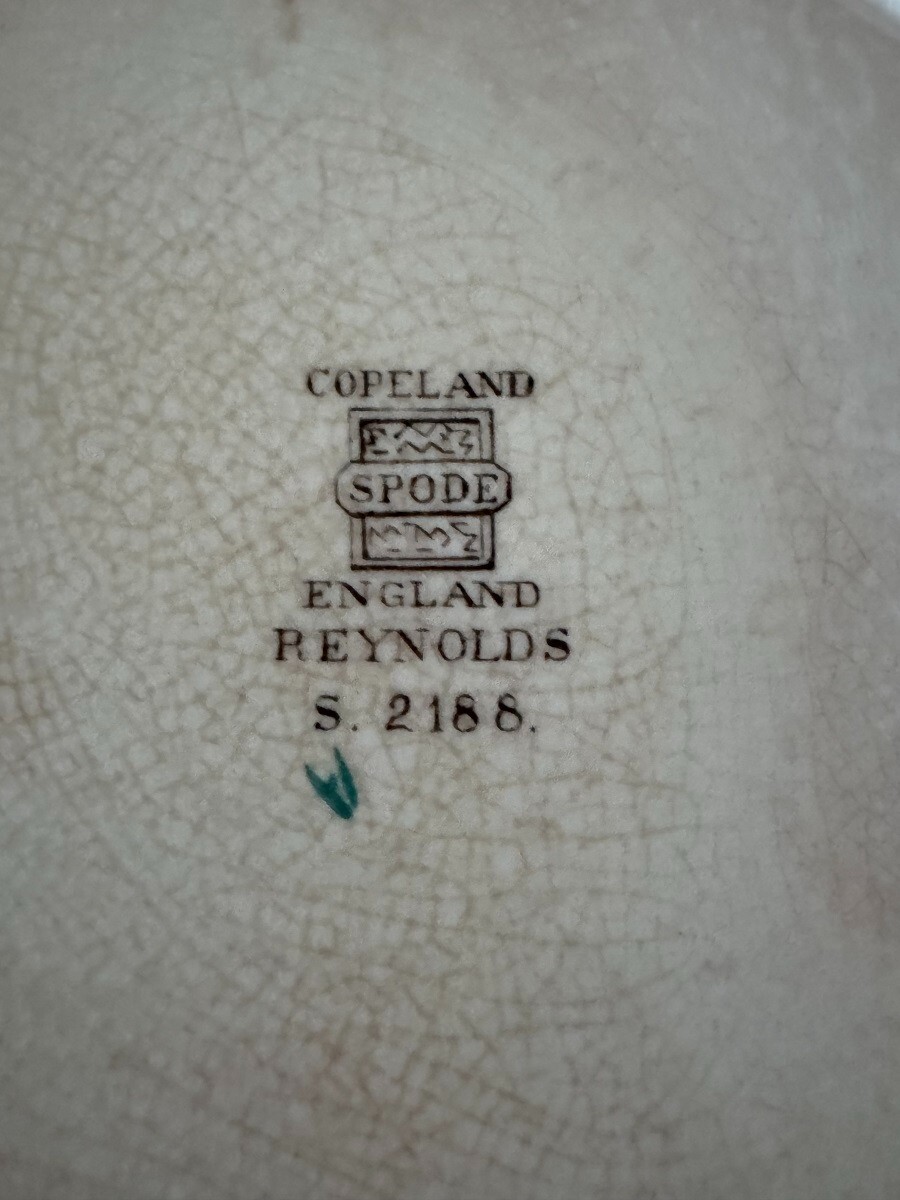 COPELAND
SPODE
ENGLAND
REYNOLDS
S. 2188.